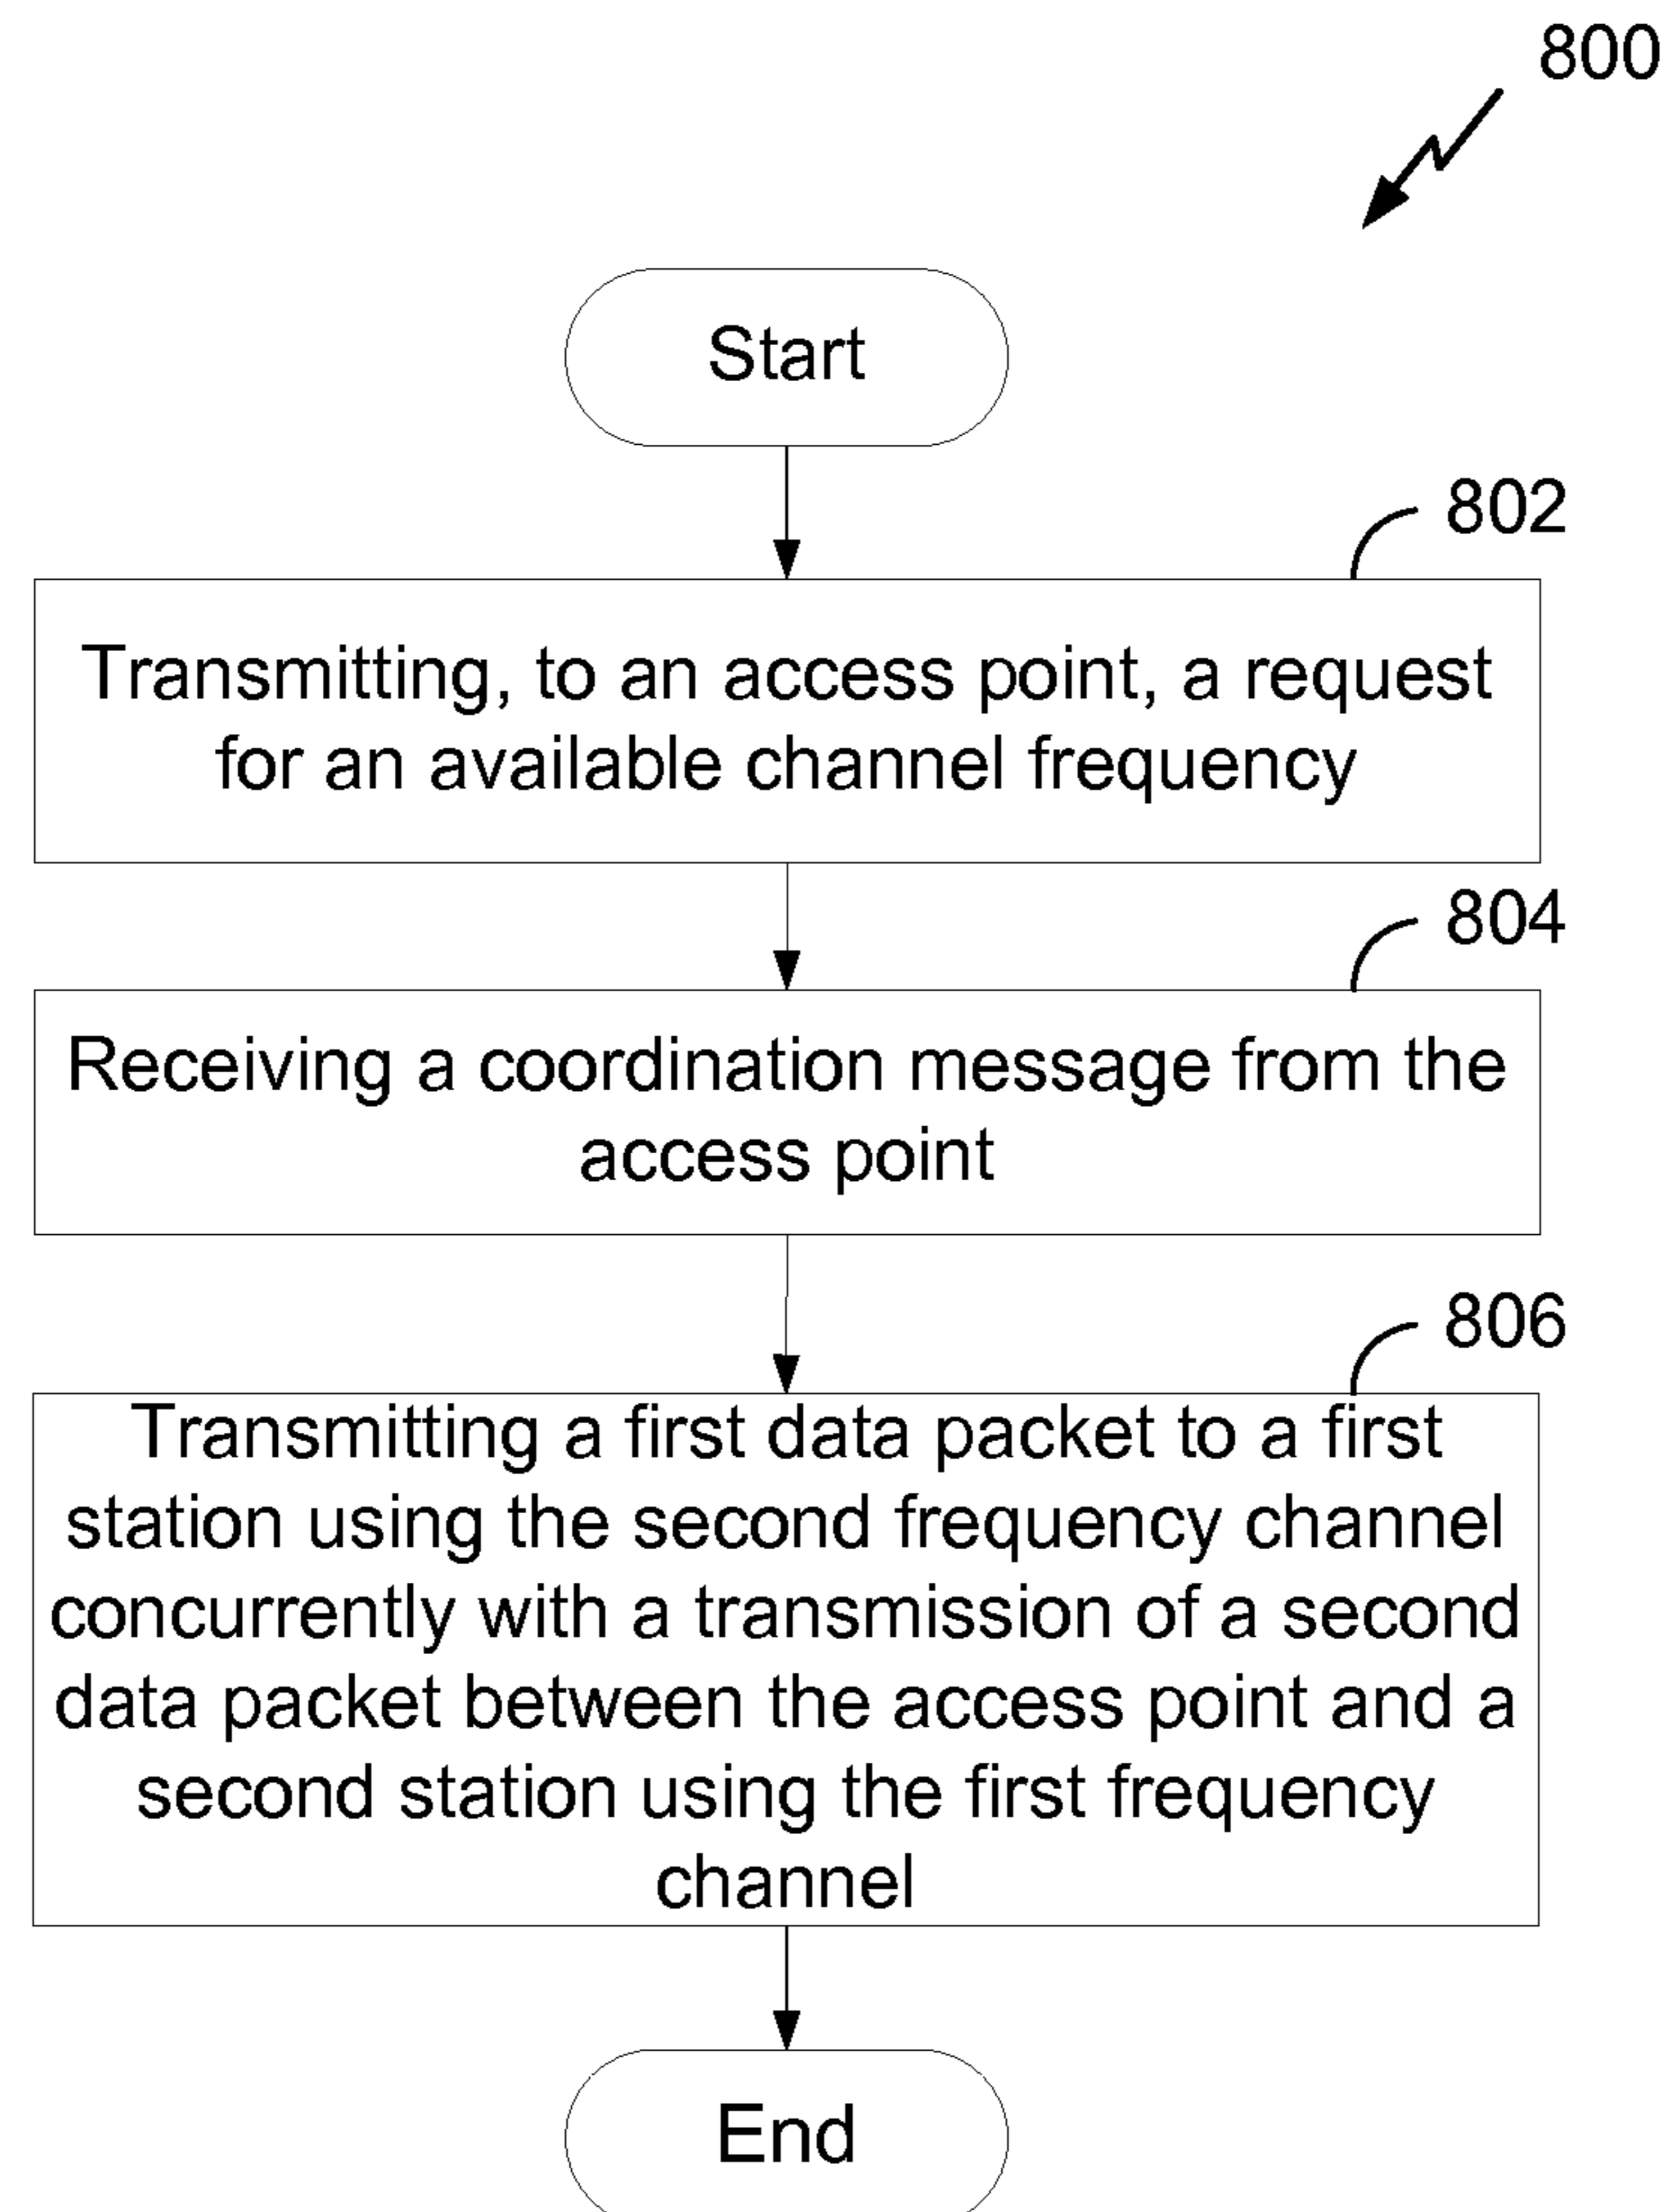 800
Start
802
Transmitting, to an access point, a request
for an available channel frequency
804
Receiving a coordination message from the
access point
806
Transmitting a first data packet to a first
station using the second frequency channel
concurrently with a transmission of a second
data packet between the access point and a
second station using the first frequency
channel
End